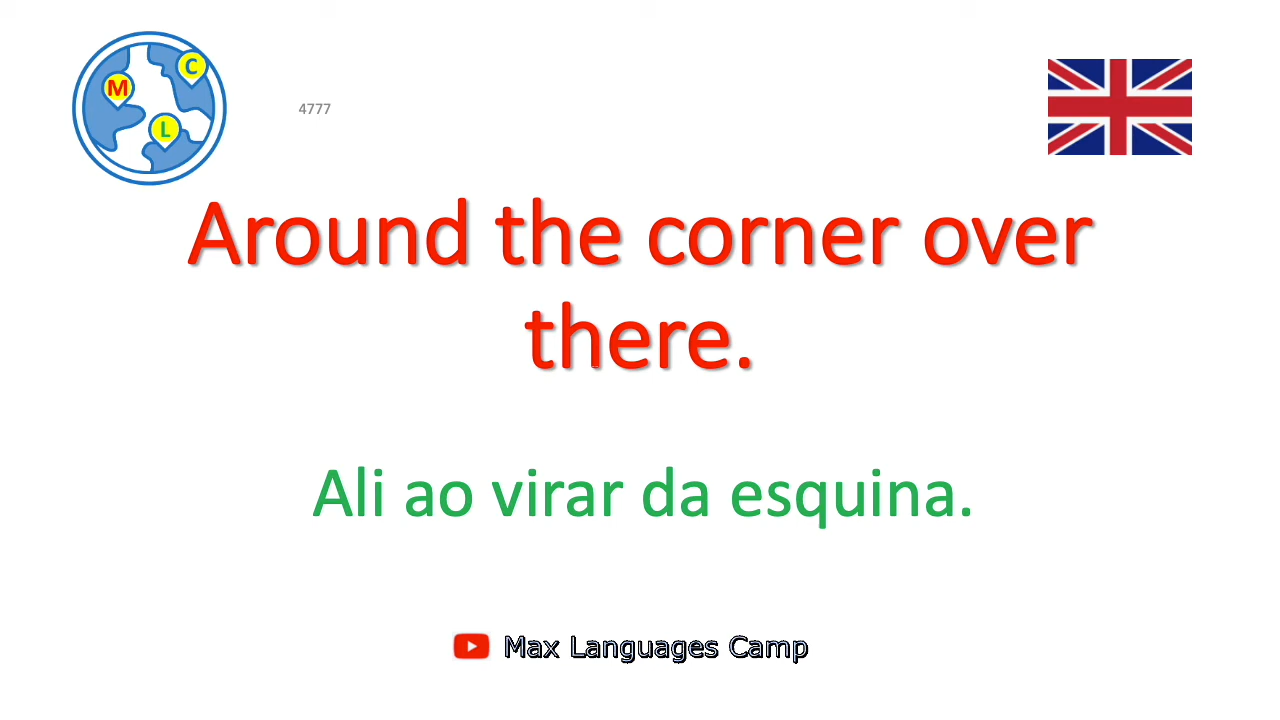 C
M
L
4777
Around the corner over
there.
Ali ao virar da esquina.
Max Languages Camp